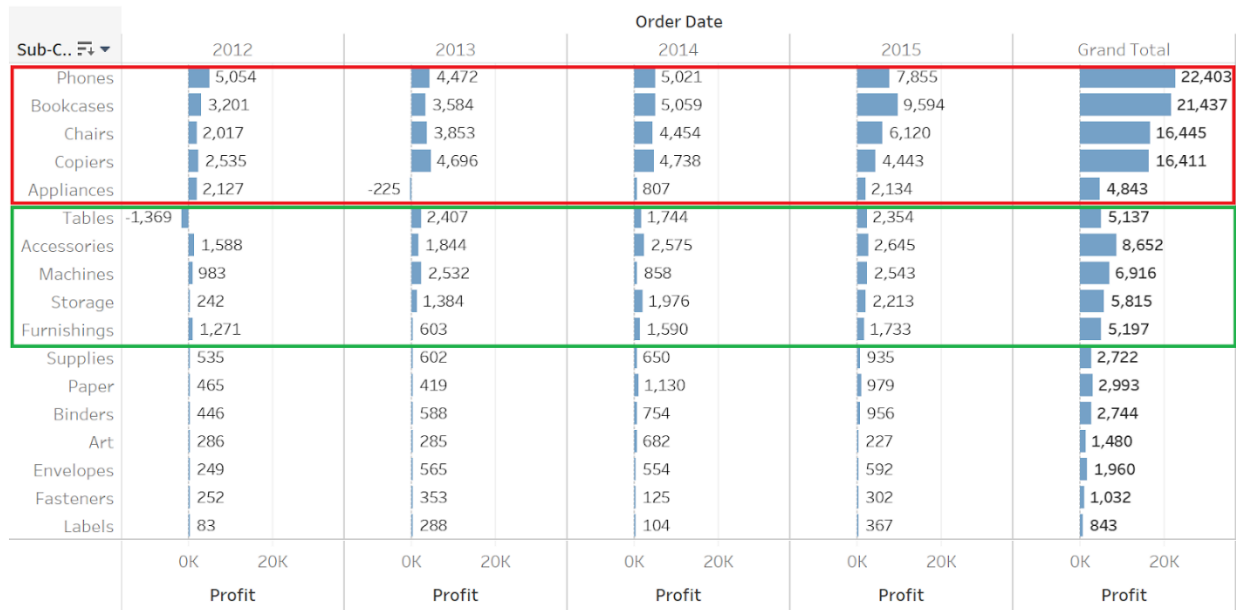 Order Date
Sub-C.. 2012 2013 2014 2015 Grand Total
Phones 5,054 4,472 5,021 7,855 22,403
Bookcases 3,201 3,584 5,059 9,594 21,437
Chairs 2,017 3,853 4,454 6,120 16,445
Copiers 2,535 4,696 4,738 4,443 16,411
Appliances 2,127 -225 807 2,134 4,843
Tables -1,369 2,407 1,744 2,354 5,137
Accessories 1,588 1,844 2,575 2,645 8,652
Machines 983 2,532 858 2,543 6,916
Storage 242 1,384 1,976 2,213 5,815
Furnishings 1,271 603 1,590 1,733 5,197
Supplies 535 602 650 935 2,722
Paper 465 419 1,130 979 2,993
Binders 446 588 754 956 2,744
Art 286 285 682 227 1,480
Envelopes 249 565 554 592 1,960
Fasteners 252 353 125 302 1,032
Labels 83 288 104 367 843
0K 20K 0K 20K 0K 20K 0K 20K 0K 20K
Profit Profit Profit Profit Profit